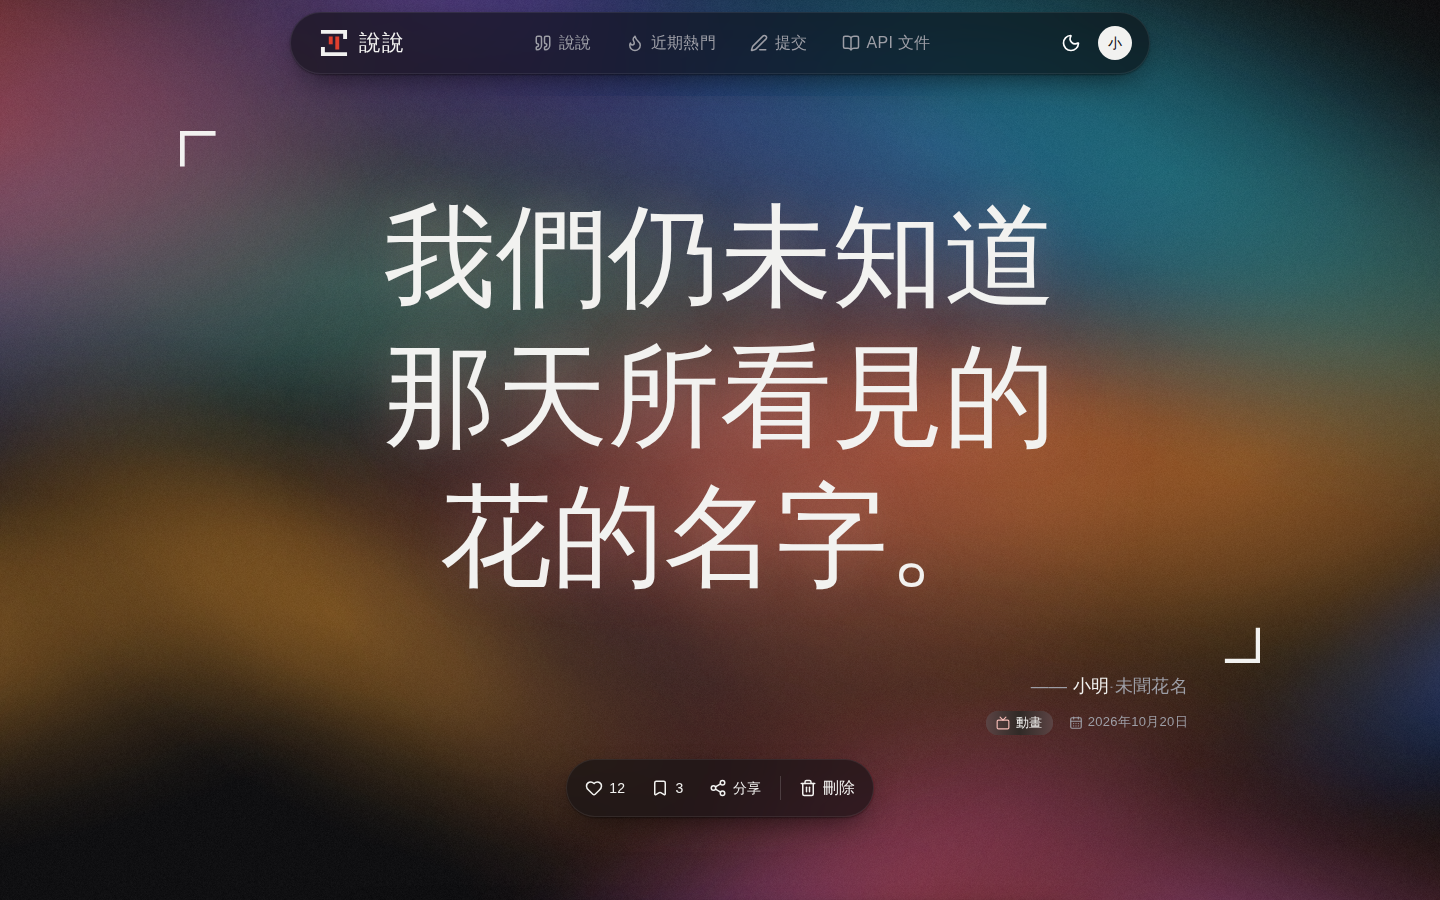 說說
說說
近期熱門
提交
API 文件
小
我們仍未知道
那天所看見的
花的名字。
—— 小明·未聞花名
動畫
2026年10月20日
12
3
分享
刪除